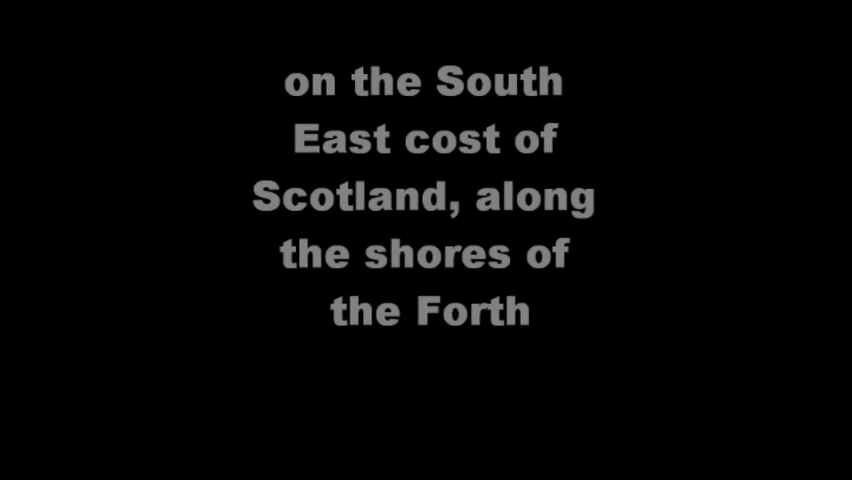 on the South
East cost of
Scotland, along
the shores of
the Forth